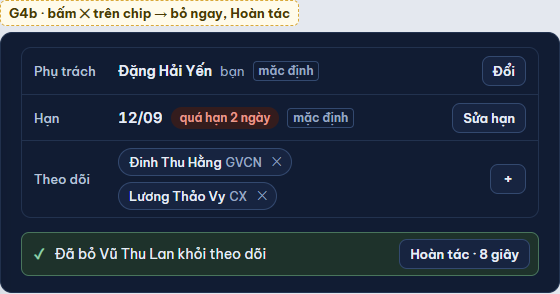 G4b · bấm ✕ trên chip → bỏ ngay, Hoàn tác
Phụ trách Đặng Hải Yến bạn mặc định Đổi
Hạn 12/09 quá hạn 2 ngày mặc định Sửa hạn
Theo dõi Đinh Thu Hằng GVCN ✕ +
Lương Thảo Vy CX ✕
✓ Đã bỏ Vũ Thu Lan khỏi theo dõi Hoàn tác · 8 giây